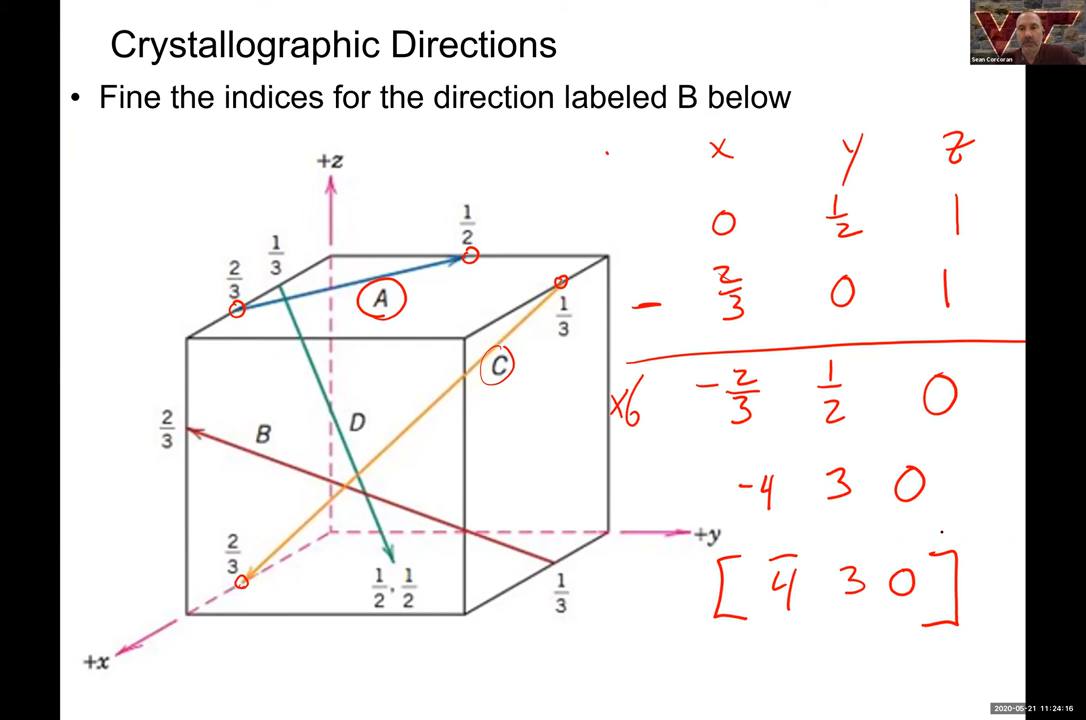 Crystallographic Directions
Sean Corcoran
• Fine the indices for the direction labeled B below
x y z
+z
0 1/2 1
1/2
1/3
2/3
- 2/3 0 1
A
1/3
C
x6 -2/3 1/2 0
2/3
B
D
-4 3 0
+y
2/3
1/2, 1/2
1/3
[4̅ 3 0]
+x
2020-05-21 11:24:16